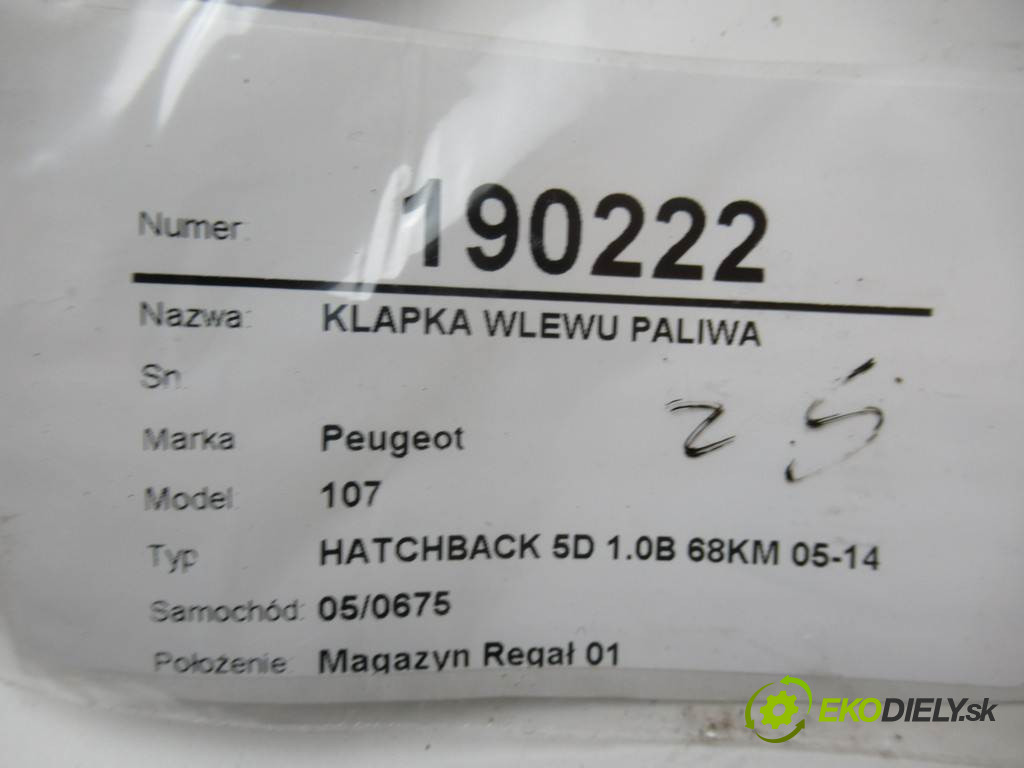 Numer: 190222
Nazwa: KLAPKA WLEWU PALIWA
Sn
Marka Peugeot
Model 107
Typ HATCHBACK 5D 1.0B 68KM 05-14
Samochód: 05/0675
Położenie Magazyn Regał 01
EKODIELY.sk